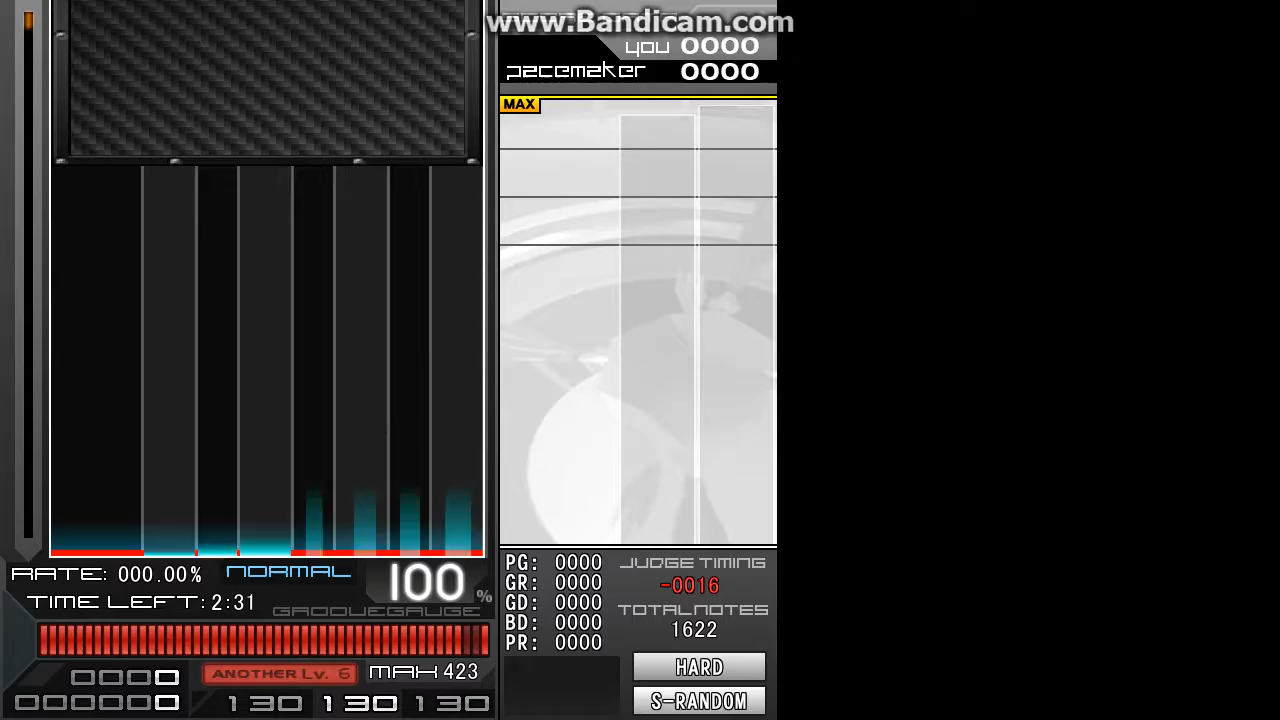 www.Bandicam.com
you 0000
pacemaker 0000
MAX
RATE: 000.00% NORMAL 100 %
TIME LEFT: 2:31
GROOVEGAUGE
0000 ANOTHER Lv. 6 MAX 423
000000 130 130 130
PG: 0000
GR: 0000
GD: 0000
BD: 0000
PR: 0000
JUDGE TIMING
-0016
TOTAL NOTES
1622
HARD
S-RANDOM